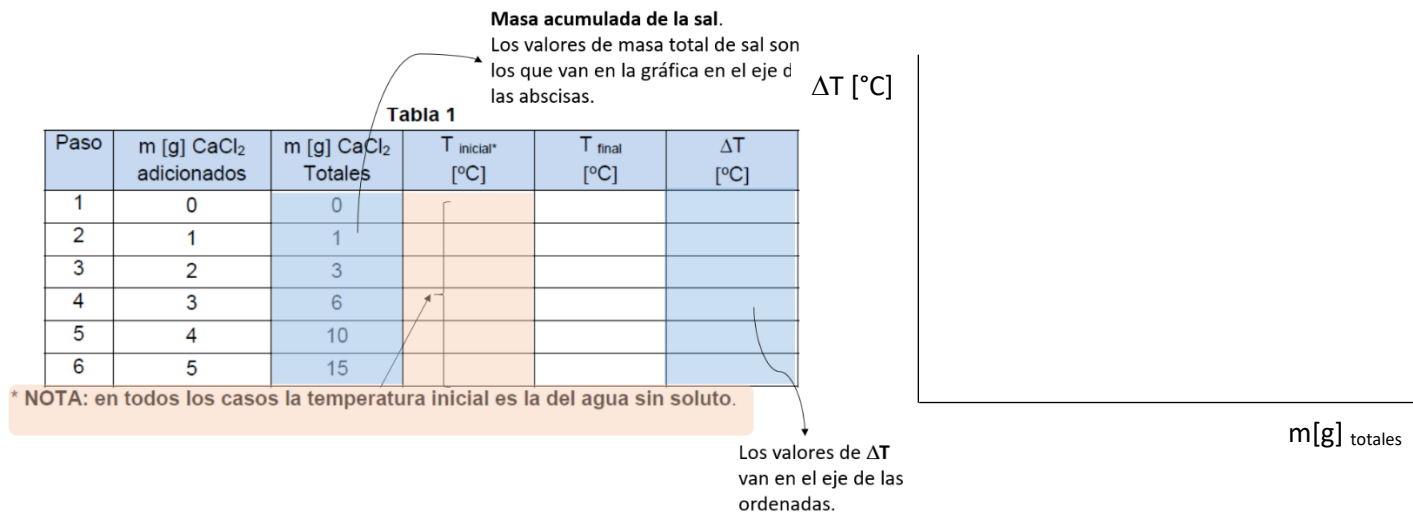 Masa acumulada de la sal.
Los valores de masa total de sal son
los que van en la gráfica en el eje d
las abscisas.
Tabla 1
Paso m [g] CaCl₂ adicionados m [g] CaCl₂ Totales T inicial* [ºC] T final [ºC] ΔT [ºC]
1 0 0
2 1 1
3 2 3
4 3 6
5 4 10
6 5 15
* NOTA: en todos los casos la temperatura inicial es la del agua sin soluto.
Los valores de ΔT
van en el eje de las
ordenadas.
ΔT [°C]
m[g] totales